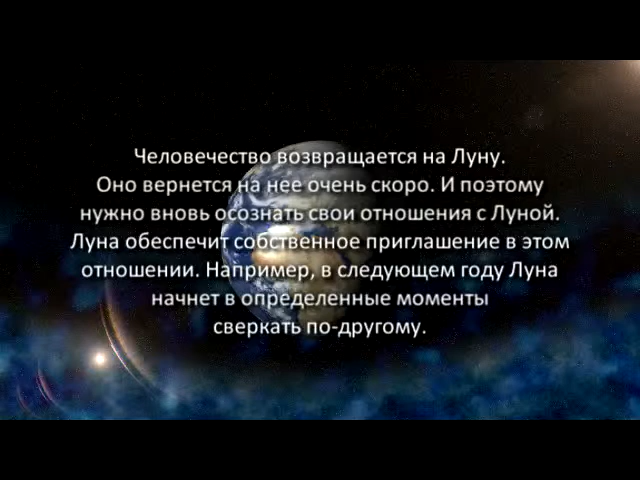 Человечество возвращается на Луну.
Оно вернется на нее очень скоро. И поэтому
нужно вновь осознать свои отношения с Луной.
Луна обеспечит собственное приглашение в этом
отношении. Например, в следующем году Луна
начнет в определенные моменты
сверкать по-другому.